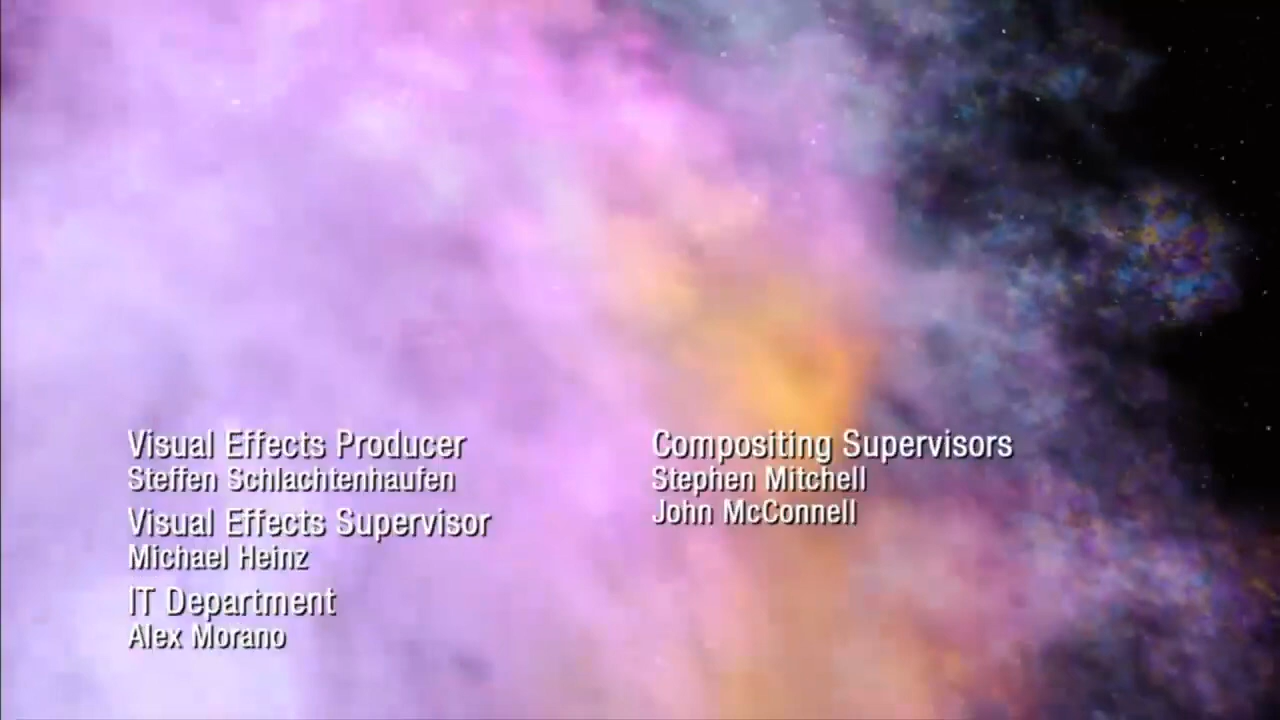 Visual Effects Producer
Steffen Schlachtenhaufen
Visual Effects Supervisor
Michael Heinz
IT Department
Alex Morano
Compositing Supervisors
Stephen Mitchell
John McConnell